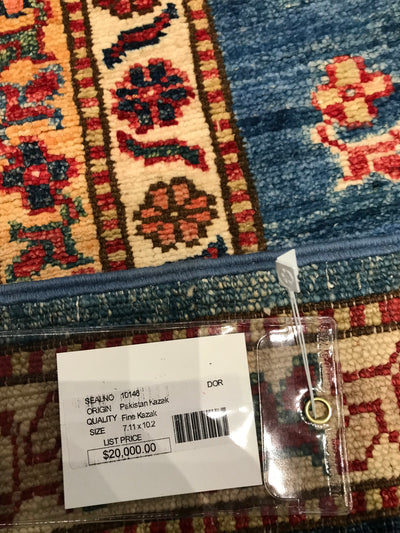 SEALNO 10146 DOR
ORIGIN Pakistan Kazak
QUALITY Fine Kazak
SIZE 7.11 x 10.2
LIST PRICE
$20,000.00